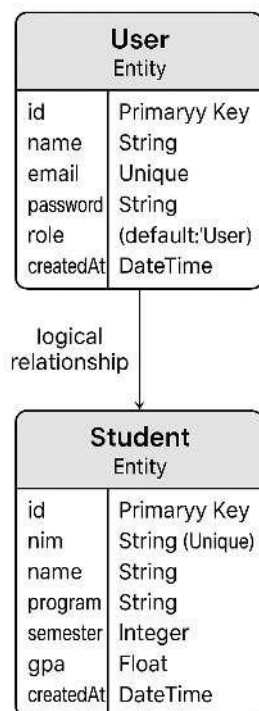 User
Entity
id Primaryy Key
name String
email Unique
password String
role (default:'User)
createdAt DateTime
logical
relationship
Student
Entity
id Primaryy Key
nim String (Unique)
name String
program String
semester Integer
gpa Float
createdAt DateTime